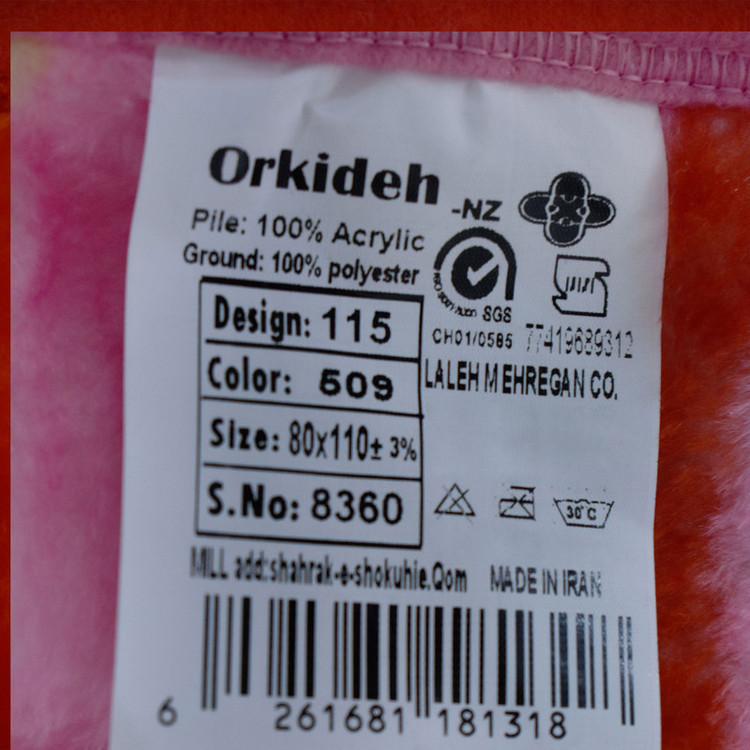 Orkideh -NZ
Pile: 100% Acrylic
Ground: 100% polyester
SGS
CH01/0585
77419689312
LALEH MEHREGAN CO.
Design: 115
Color: 509
Size: 80x110± 3%
S.No: 8360
30°C
MILL add:shahrak-e-shokuhie.Qom MADE IN IRAN
6 261681 181318